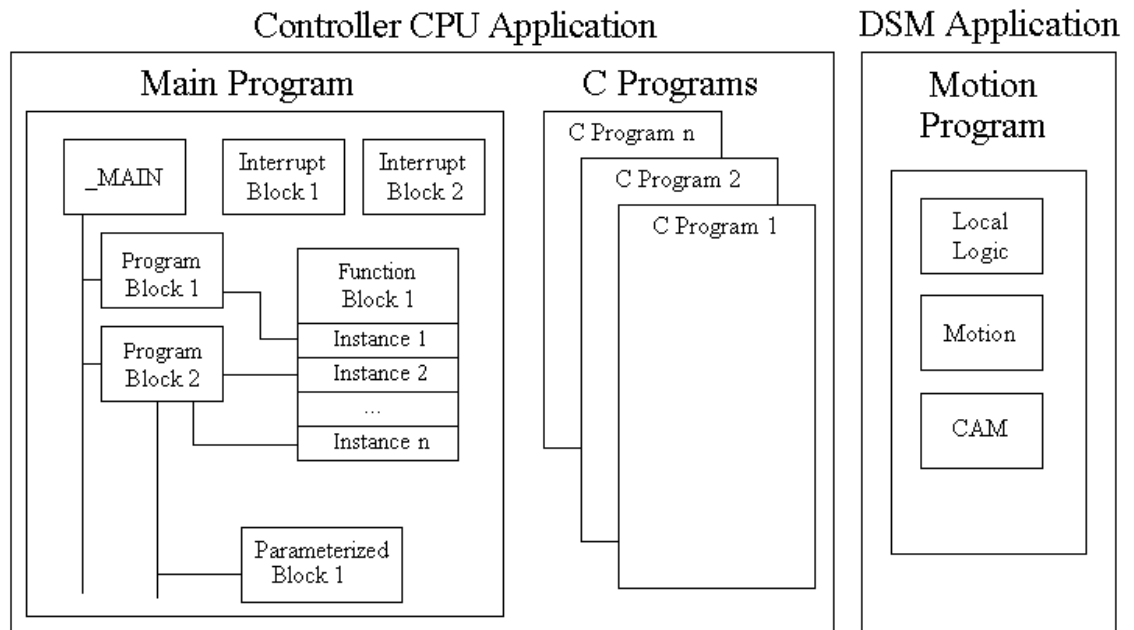 Controller CPU Application
DSM Application
Main Program
C Programs
Motion
Program
_MAIN
Interrupt
Block 1
Interrupt
Block 2
Program
Block 1
Program
Block 2
Function
Block 1
Instance 1
Instance 2
...
Instance n
Parameterized
Block 1
C Program n
C Program 2
C Program 1
Local
Logic
Motion
CAM